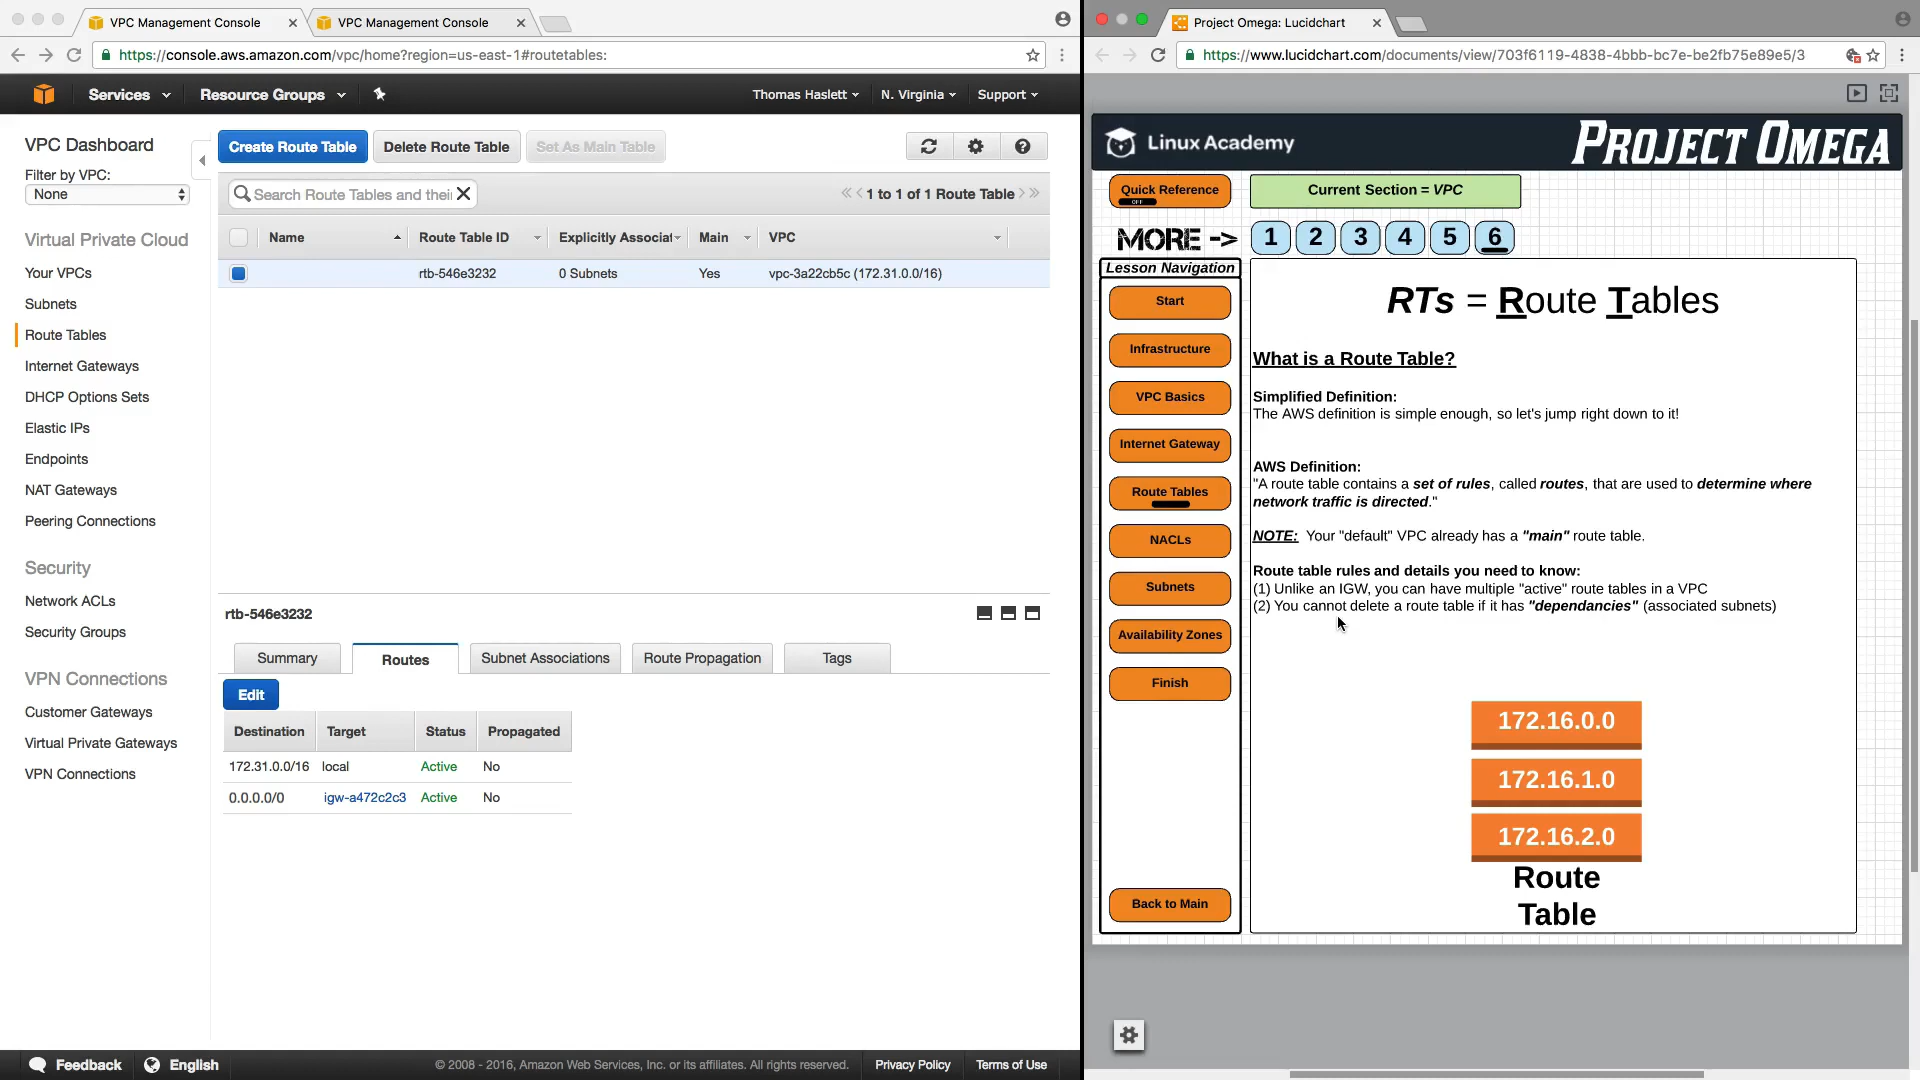 VPC Management Console
VPC Management Console
https://console.aws.amazon.com/vpc/home?region=us-east-1#routetables:
Services
Resource Groups
Thomas Haslett
N. Virginia
Support
VPC Dashboard
Filter by VPC:
None
Virtual Private Cloud
Your VPCs
Subnets
Route Tables
Internet Gateways
DHCP Options Sets
Elastic IPs
Endpoints
NAT Gateways
Peering Connections
Security
Network ACLs
Security Groups
VPN Connections
Customer Gateways
Virtual Private Gateways
VPN Connections
Create Route Table
Delete Route Table
Set As Main Table
Search Route Tables and thei
1 to 1 of 1 Route Table
Name Route Table ID Explicitly Associat Main VPC
rtb-546e3232 0 Subnets Yes vpc-3a22cb5c (172.31.0.0/16)
rtb-546e3232
Summary Routes Subnet Associations Route Propagation Tags
Edit
Destination Target Status Propagated
172.31.0.0/16 local Active No
0.0.0.0/0 igw-a472c2c3 Active No
Feedback
English
© 2008 - 2016, Amazon Web Services, Inc. or its affiliates. All rights reserved.
Privacy Policy
Terms of Use
Project Omega: Lucidchart
https://www.lucidchart.com/documents/view/703f6119-4838-4bbb-bc7e-be2fb75e89e5/3
Linux Academy
PROJECT OMEGA
Quick Reference
OFF
Current Section = VPC
MORE ->
1 2 3 4 5 6
Lesson Navigation
Start
Infrastructure
VPC Basics
Internet Gateway
Route Tables
NACLs
Subnets
Availability Zones
Finish
Back to Main
RTs = Route Tables
What is a Route Table?
Simplified Definition:
The AWS definition is simple enough, so let's jump right down to it!
AWS Definition:
"A route table contains a set of rules, called routes, that are used to determine where
network traffic is directed."
NOTE: Your "default" VPC already has a "main" route table.
Route table rules and details you need to know:
(1) Unlike an IGW, you can have multiple "active" route tables in a VPC
(2) You cannot delete a route table if it has "dependancies" (associated subnets)
172.16.0.0
172.16.1.0
172.16.2.0
Route
Table